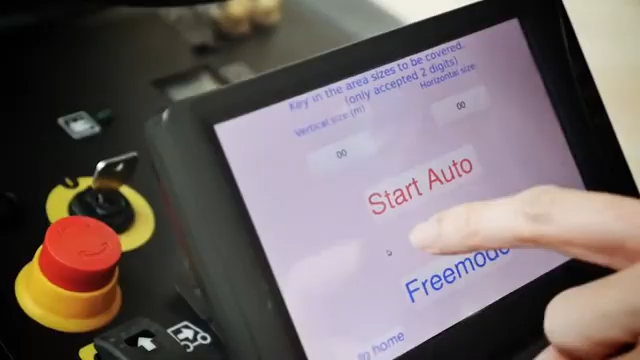 Key in the area sizes to be covered.
(only accepted 2 digits)
Vertical size (m)
Horizontal size
00
00
Start Auto
Freemode
home